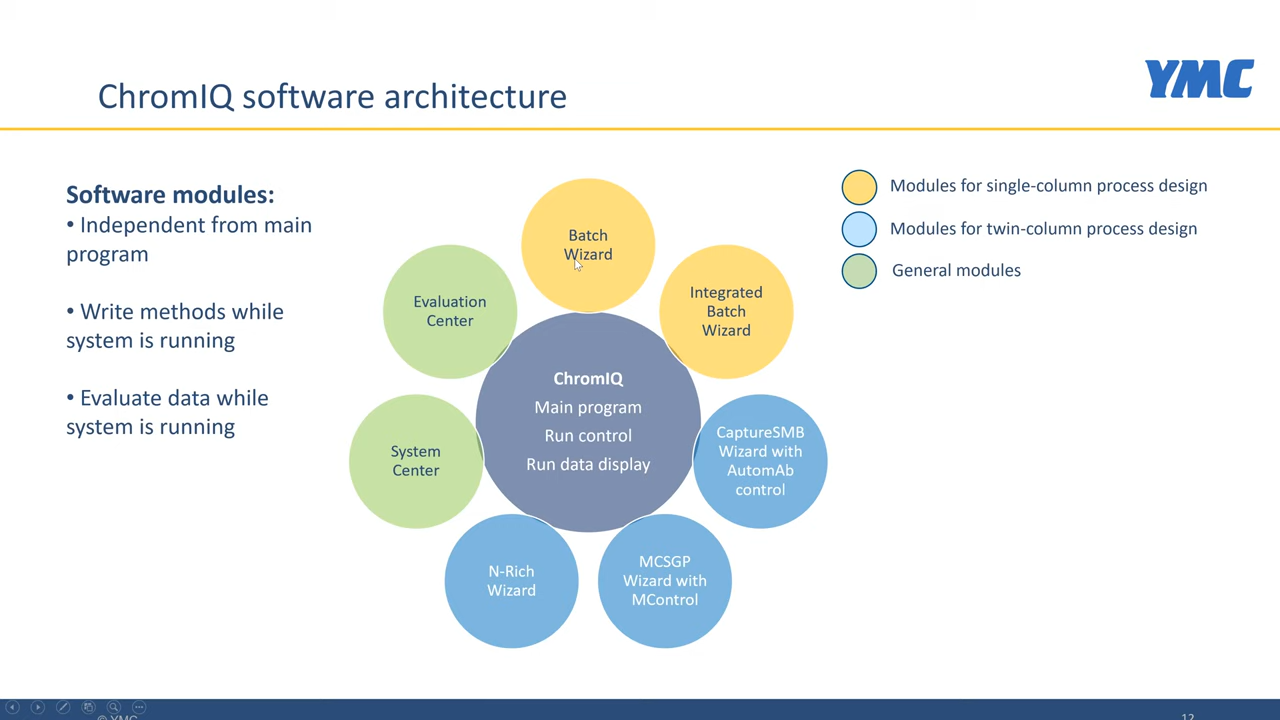 YMC
ChromIQ software architecture
Software modules:
• Independent from main
program
• Write methods while
system is running
• Evaluate data while
system is running
Batch
Wizard
Integrated
Batch
Wizard
CaptureSMB
Wizard with
AutomAb
control
MCSGP
Wizard with
MControl
N-Rich
Wizard
System
Center
Evaluation
Center
ChromIQ
Main program
Run control
Run data display
Modules for single-column process design
Modules for twin-column process design
General modules
© YMC
12